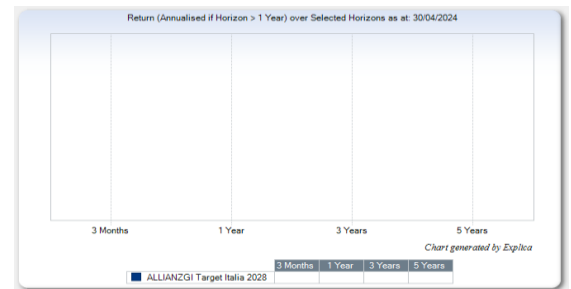 Return (Annualised if Horizon > 1 Year) over Selected Horizons as at: 30/04/2024
3 Months 1 Year 3 Years 5 Years
Chart generated by Explica
3 Months 1 Year 3 Years 5 Years
ALLIANZGI Target Italia 2028